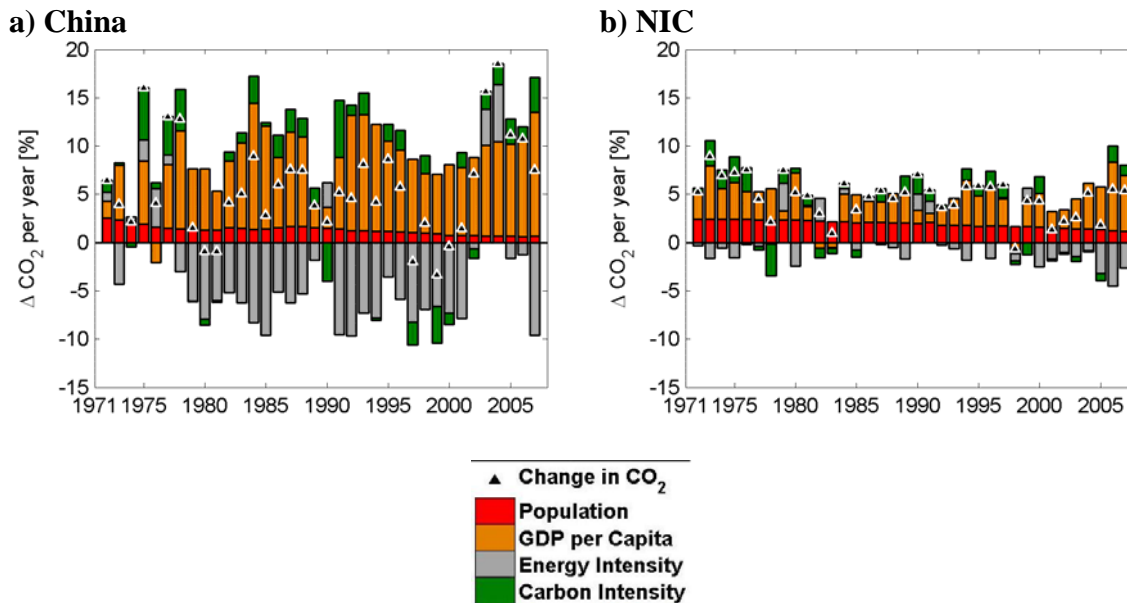 a) China
b) NIC
Δ CO2 per year [%]
20
15
10
5
0
-5
-10
-15
1971 1975 1980 1985 1990 1995 2000 2005
Δ CO2 per year [%]
20
15
10
5
0
-5
-10
-15
1971 1975 1980 1985 1990 1995 2000 2005
Change in CO2
Population
GDP per Capita
Energy Intensity
Carbon Intensity